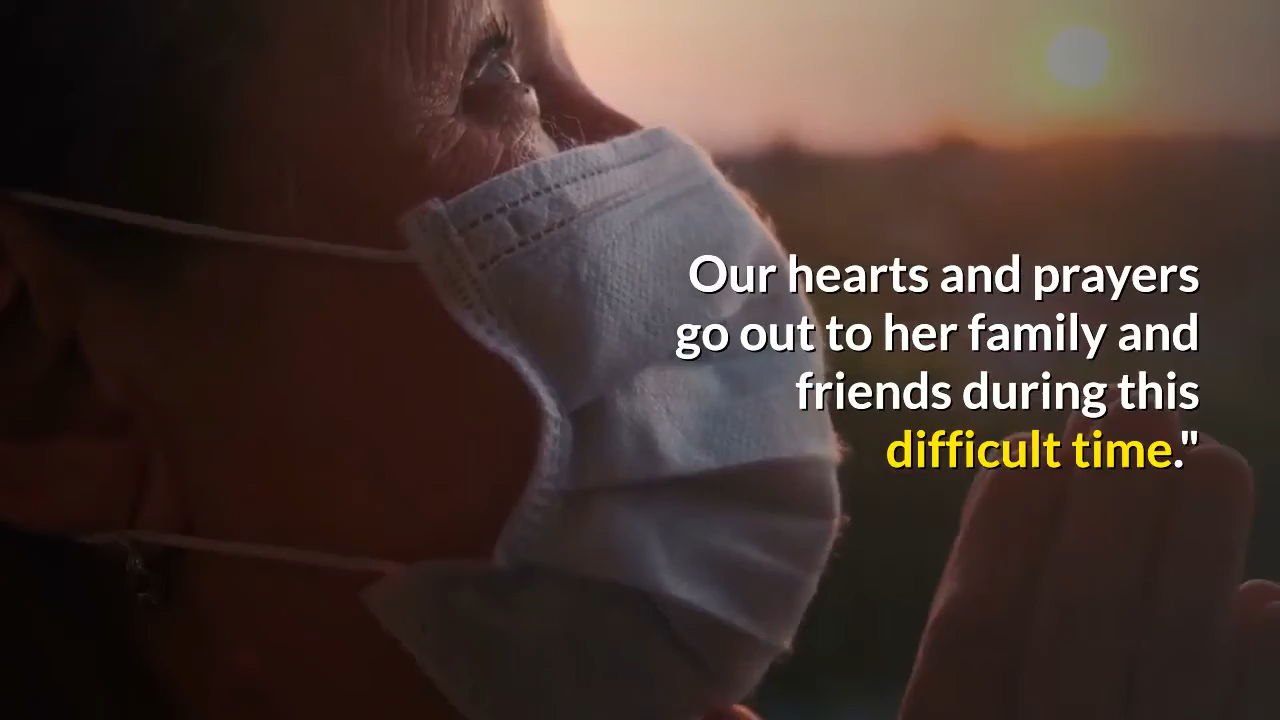 Our hearts and prayers
go out to her family and
friends during this
difficult time."